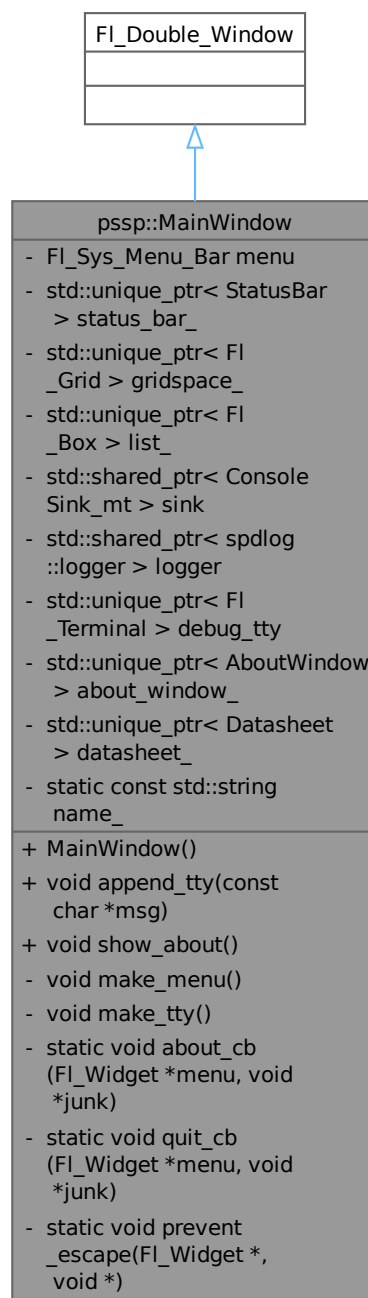 Fl_Double_Window
pssp::MainWindow
- Fl_Sys_Menu_Bar menu
- std::unique_ptr< StatusBar
> status_bar_
- std::unique_ptr< Fl
_Grid > gridspace_
- std::unique_ptr< Fl
_Box > list_
- std::shared_ptr< Console
Sink_mt > sink
- std::shared_ptr< spdlog
::logger > logger
- std::unique_ptr< Fl
_Terminal > debug_tty
- std::unique_ptr< AboutWindow
> about_window_
- std::unique_ptr< Datasheet
> datasheet_
- static const std::string
name_
+ MainWindow()
+ void append_tty(const
char *msg)
+ void show_about()
- void make_menu()
- void make_tty()
- static void about_cb
(Fl_Widget *menu, void
*junk)
- static void quit_cb
(Fl_Widget *menu, void
*junk)
- static void prevent
_escape(Fl_Widget *,
void *)